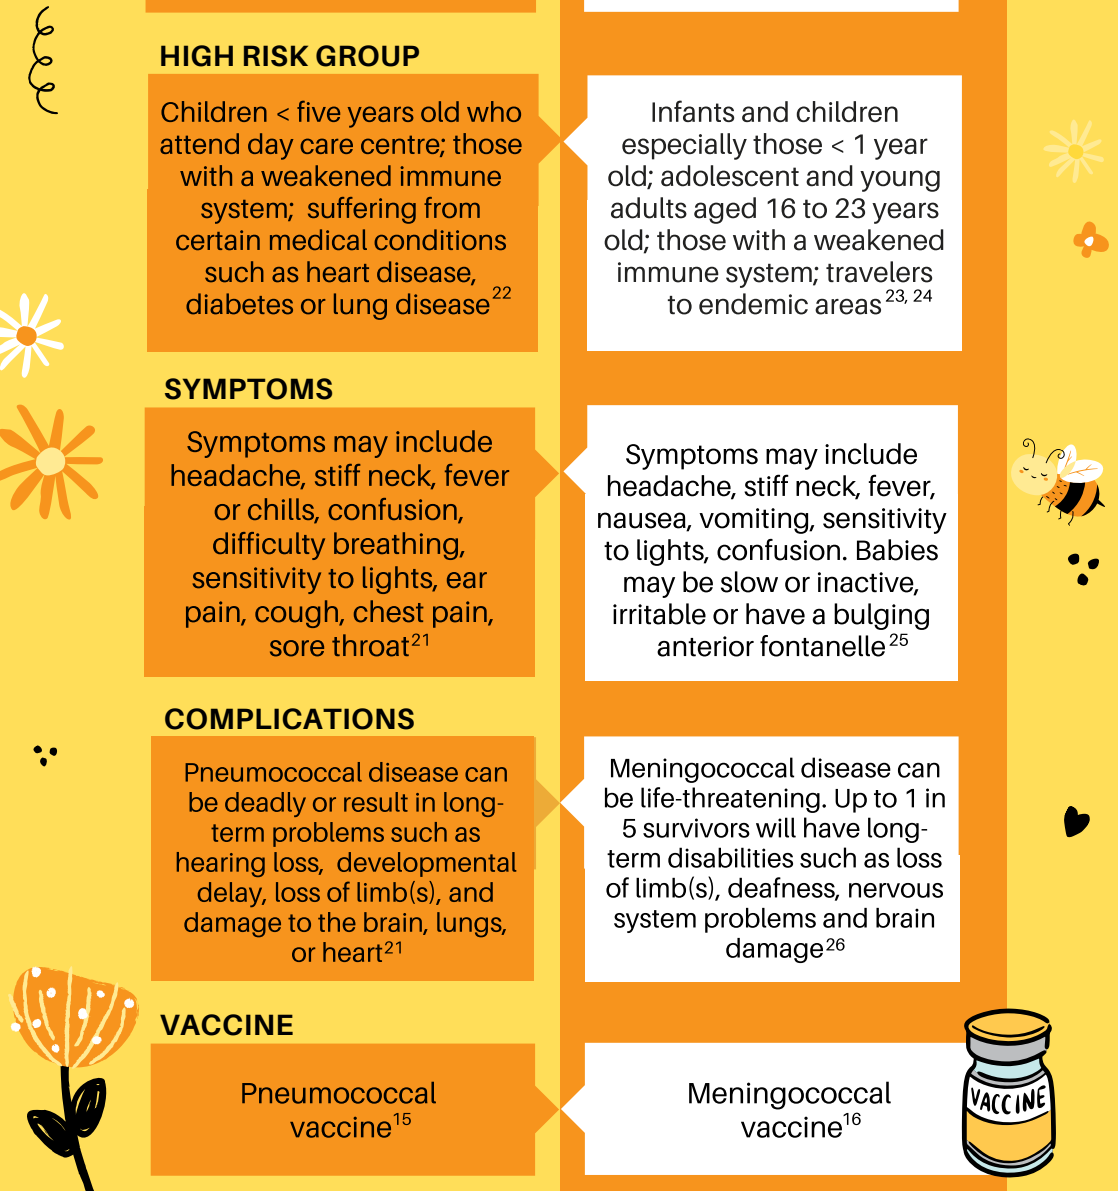 HIGH RISK GROUP
Children < five years old who
attend day care centre; those
with a weakened immune
system;  suffering from
certain medical conditions
such as heart disease,
diabetes or lung disease22
Infants and children
especially those < 1 year
old; adolescent and young
adults aged 16 to 23 years
old; those with a weakened
immune system; travelers
to endemic areas23, 24
SYMPTOMS
Symptoms may include
headache, stiff neck, fever
or chills, confusion,
difficulty breathing,
sensitivity to lights, ear
pain, cough, chest pain,
sore throat21
Symptoms may include
headache, stiff neck, fever,
nausea, vomiting, sensitivity
to lights, confusion. Babies
may be slow or inactive,
irritable or have a bulging
anterior fontanelle25
COMPLICATIONS
Pneumococcal disease can
be deadly or result in long-
term problems such as
hearing loss,  developmental
delay, loss of limb(s), and
damage to the brain, lungs,
or heart21
Meningococcal disease can
be life-threatening. Up to 1 in
5 survivors will have long-
term disabilities such as loss
of limb(s), deafness, nervous
system problems and brain
damage26
VACCINE
Pneumococcal
vaccine15
Meningococcal
vaccine16
VACCINE